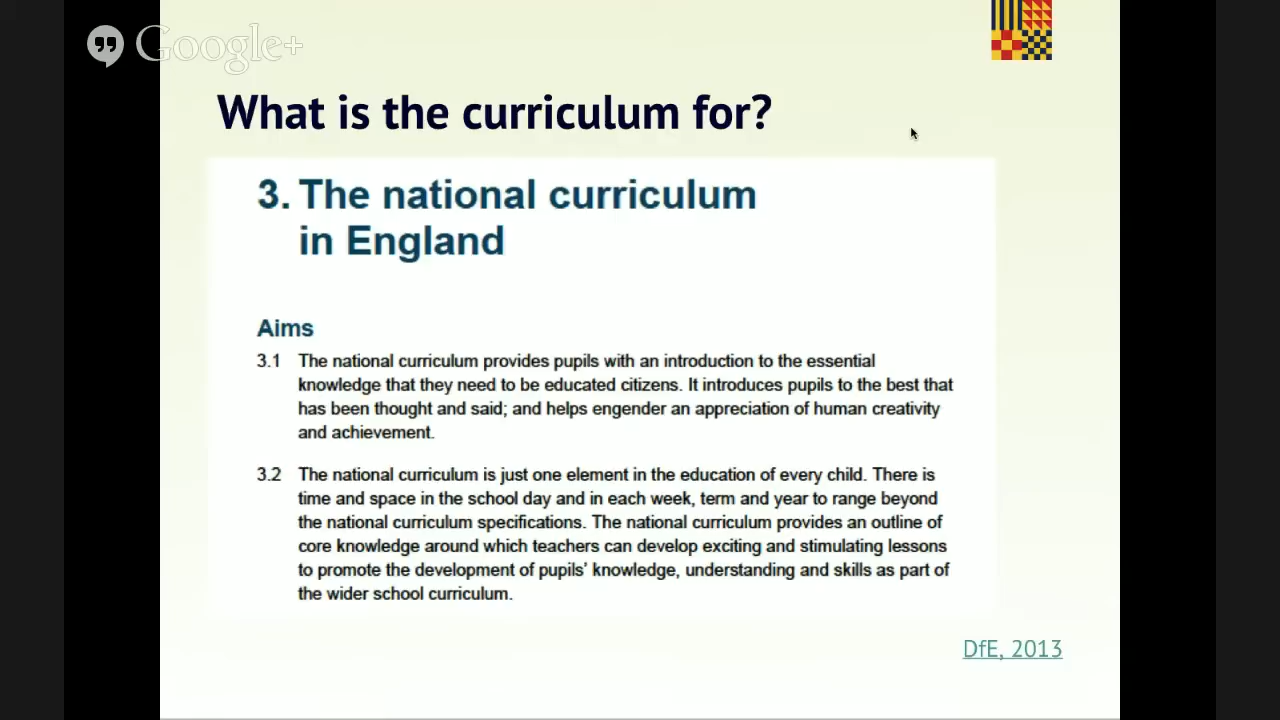 Google+
What is the curriculum for?
3. The national curriculum
in England
Aims
3.1 The national curriculum provides pupils with an introduction to the essential
knowledge that they need to be educated citizens. It introduces pupils to the best that
has been thought and said; and helps engender an appreciation of human creativity
and achievement.
3.2 The national curriculum is just one element in the education of every child. There is
time and space in the school day and in each week, term and year to range beyond
the national curriculum specifications. The national curriculum provides an outline of
core knowledge around which teachers can develop exciting and stimulating lessons
to promote the development of pupils' knowledge, understanding and skills as part of
the wider school curriculum.
DfE, 2013